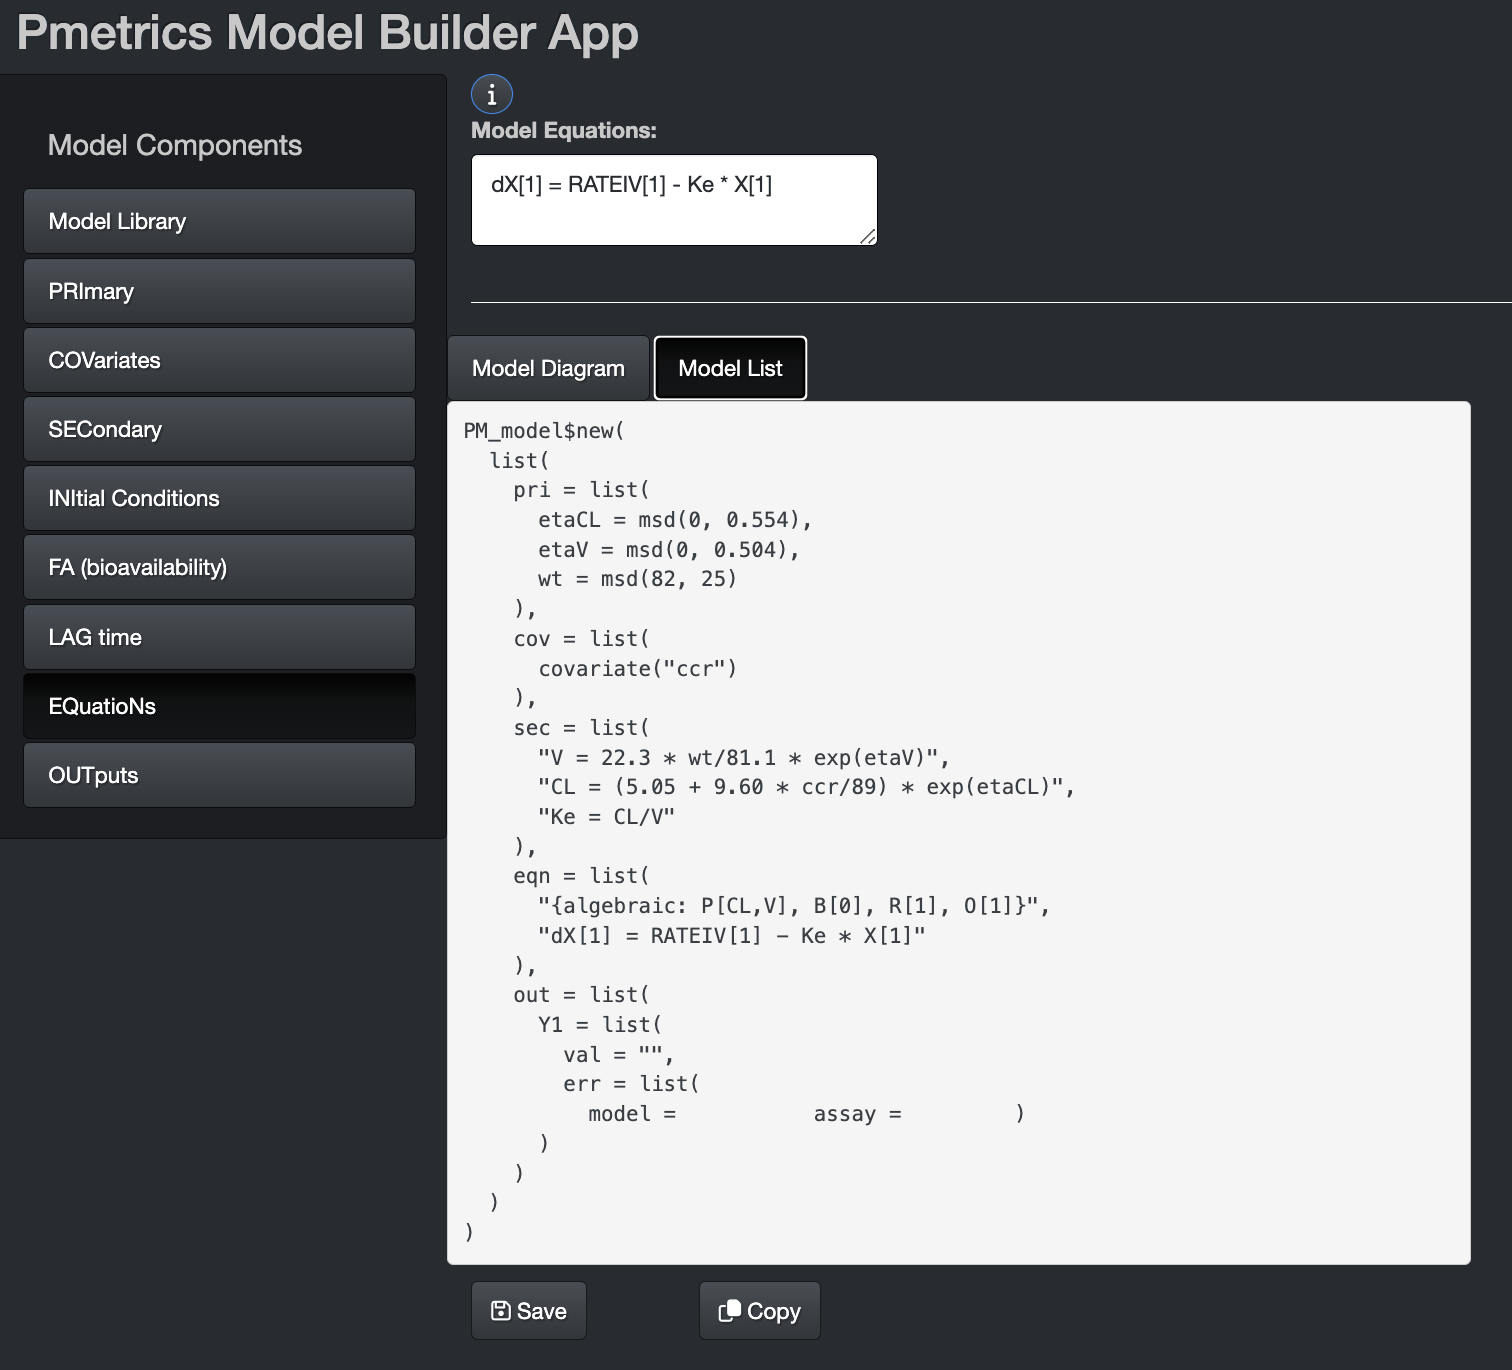 Pmetrics Model Builder App
Model Components
Model Library
PRImary
COVariates
SECondary
INItial Conditions
FA (bioavailability)
LAG time
EQuatioNs
OUTputs
i
Model Equations:
dX[1] = RATEIV[1] - Ke * X[1]
Model Diagram
Model List
PM_model$new(
  list(
    pri = list(
      etaCL = msd(0, 0.554),
      etaV = msd(0, 0.504),
      wt = msd(82, 25)
    ),
    cov = list(
      covariate("ccr")
    ),
    sec = list(
      "V = 22.3 * wt/81.1 * exp(etaV)",
      "CL = (5.05 + 9.60 * ccr/89) * exp(etaCL)",
      "Ke = CL/V"
    ),
    eqn = list(
      "{algebraic: P[CL,V], B[0], R[1], O[1]}",
      "dX[1] = RATEIV[1] - Ke * X[1]"
    ),
    out = list(
      Y1 = list(
        val = "",
        err = list(
          model =           assay =         )
      )
    )
  )
)
Save
Copy